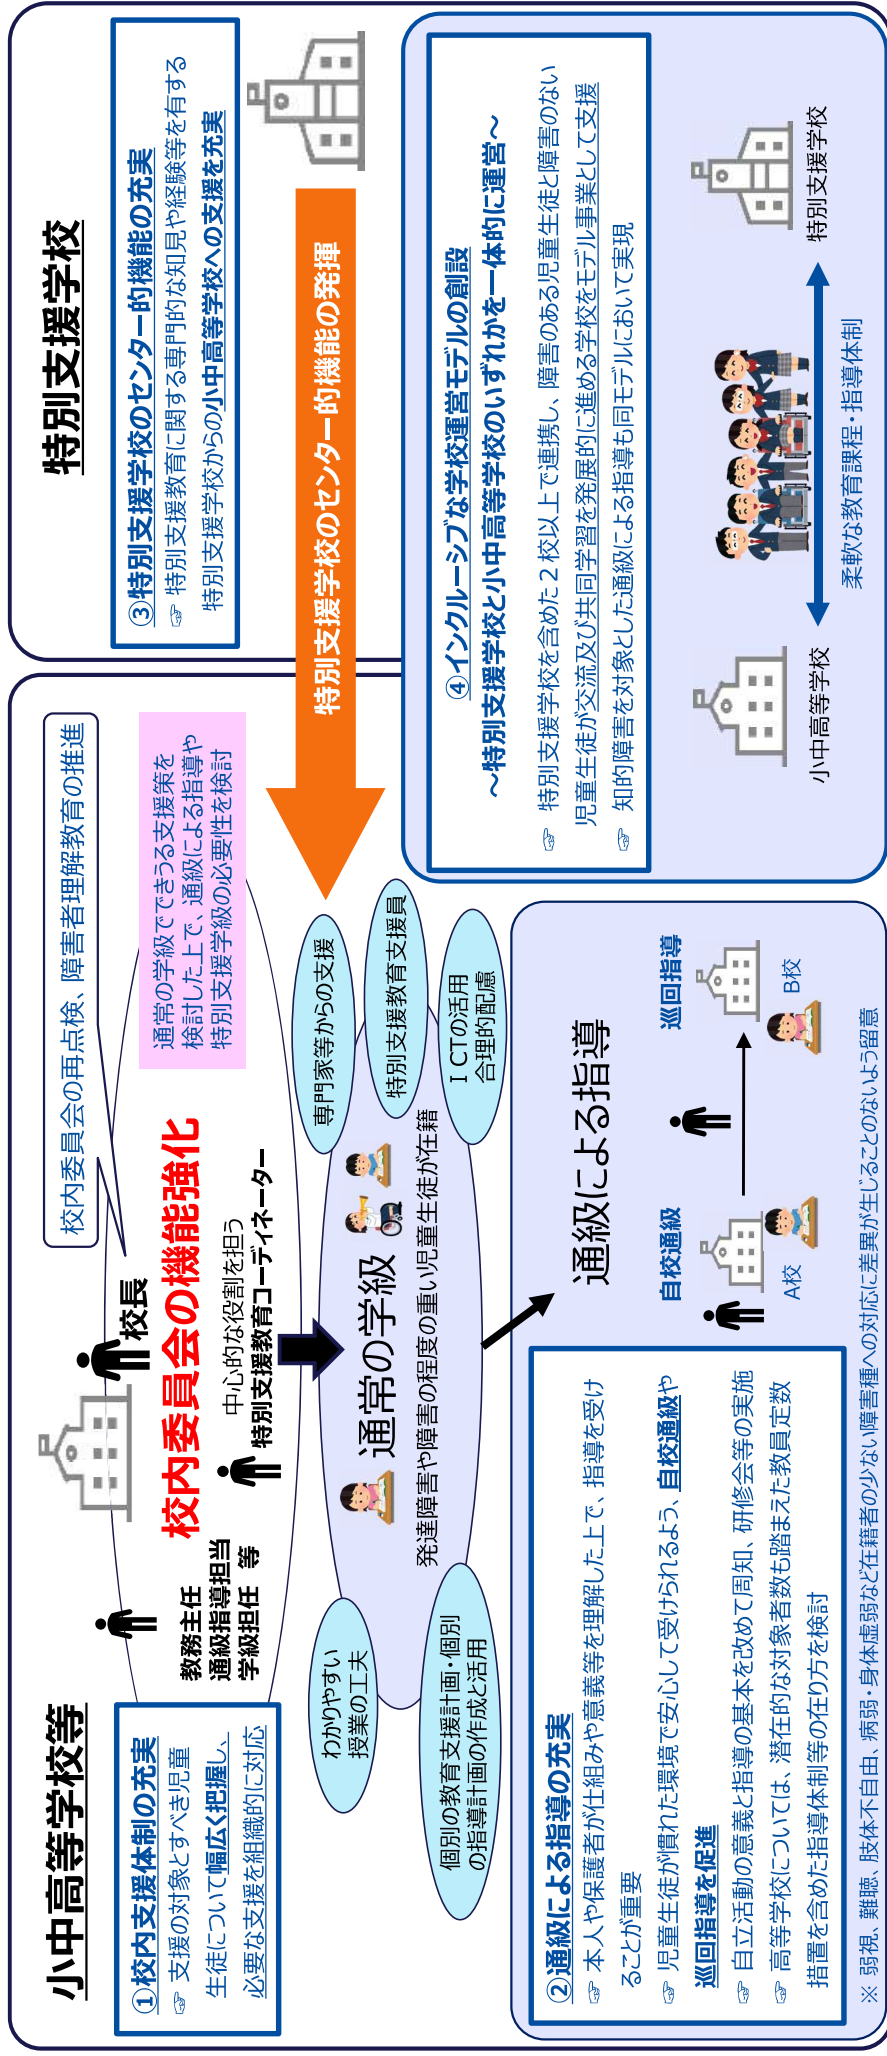 小中高等学校等
①校内支援体制の充実
☞ 支援の対象とすべき児童
生徒について幅広く把握し、
必要な支援を組織的に対応
校内委員会の再点検、障害者理解教育の推進
校長
校内委員会の機能強化
中心的な役割を担う
特別支援教育コーディネーター
教務主任
通級指導担当
学級担任 等
通常の学級でできうる支援策を
検討した上で、通級による指導や
特別支援学級の必要性を検討
通常の学級
発達障害や障害の程度の重い児童生徒が在籍
わかりやすい
授業の工夫
個別の教育支援計画・個別
の指導計画の作成と活用
専門家等からの支援
特別支援教育支援員
ICTの活用
合理的配慮
②通級による指導の充実
☞ 本人や保護者が仕組みや意義等を理解した上で、指導を受け
ることが重要
☞ 児童生徒が慣れた環境で安心して受けられるよう、自校通級や
巡回指導を促進
☞ 自立活動の意義と指導の基本を改めて周知、研修会等の実施
☞ 高等学校については、潜在的な対象者数も踏まえた教員定数
措置を含めた指導体制等の在り方を検討
通級による指導
自校通級
A校
巡回指導
B校
※ 弱視、難聴、肢体不自由、病弱・身体虚弱など在籍者の少ない障害種への対応に差異が生じることのないよう留意
特別支援学校
③特別支援学校のセンター的機能の充実
☞ 特別支援教育に関する専門的な知見や経験等を有する
特別支援学校からの小中高等学校への支援を充実
特別支援学校のセンター的機能の発揮
④インクルーシブな学校運営モデルの創設
～特別支援学校と小中高等学校のいずれかを一体的に運営～
☞ 特別支援学校を含めた2校以上で連携し、障害のある児童生徒と障害のない
児童生徒が交流及び共同学習を発展的に進める学校をモデル事業として支援
☞ 知的障害を対象とした通級による指導も同モデルにおいて実現
小中高等学校
特別支援学校
柔軟な教育課程・指導体制